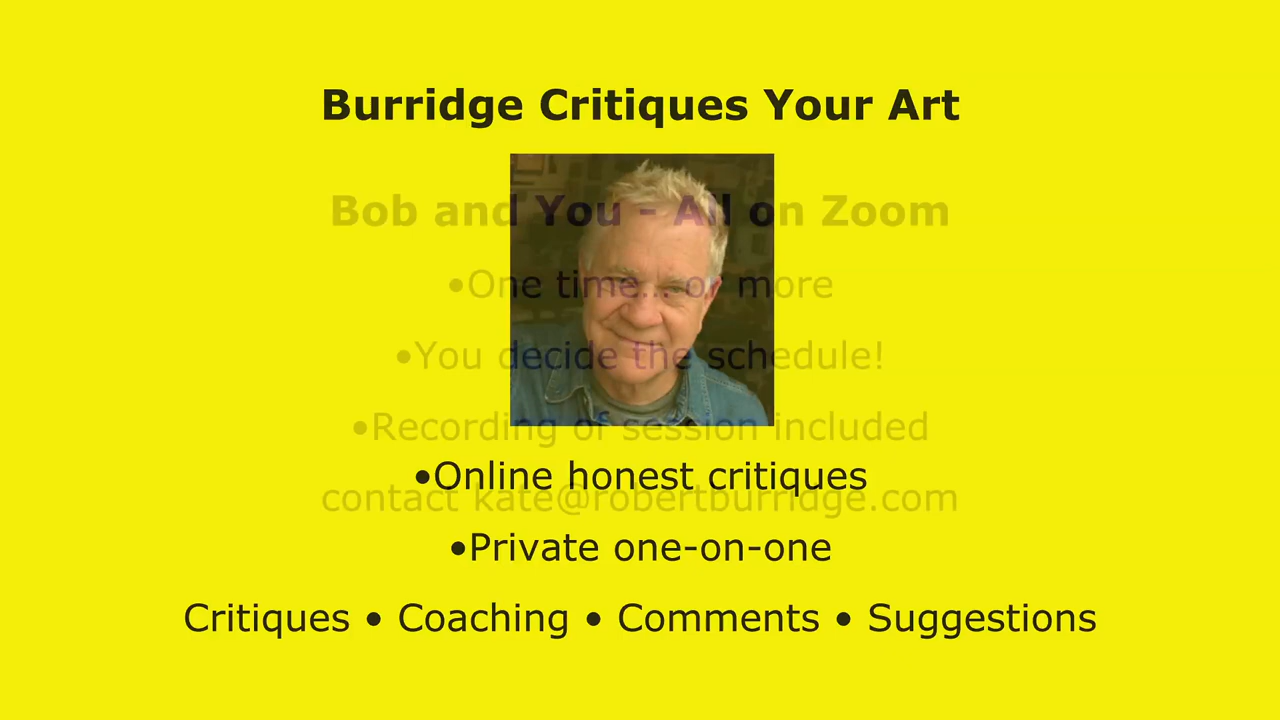 Burridge Critiques Your Art
Bob and You - All on Zoom
•One time... or more
•You decide the schedule!
•Recording of session included
•Online honest critiques
contact kate@robertburridge.com
•Private one-on-one
Critiques • Coaching • Comments • Suggestions